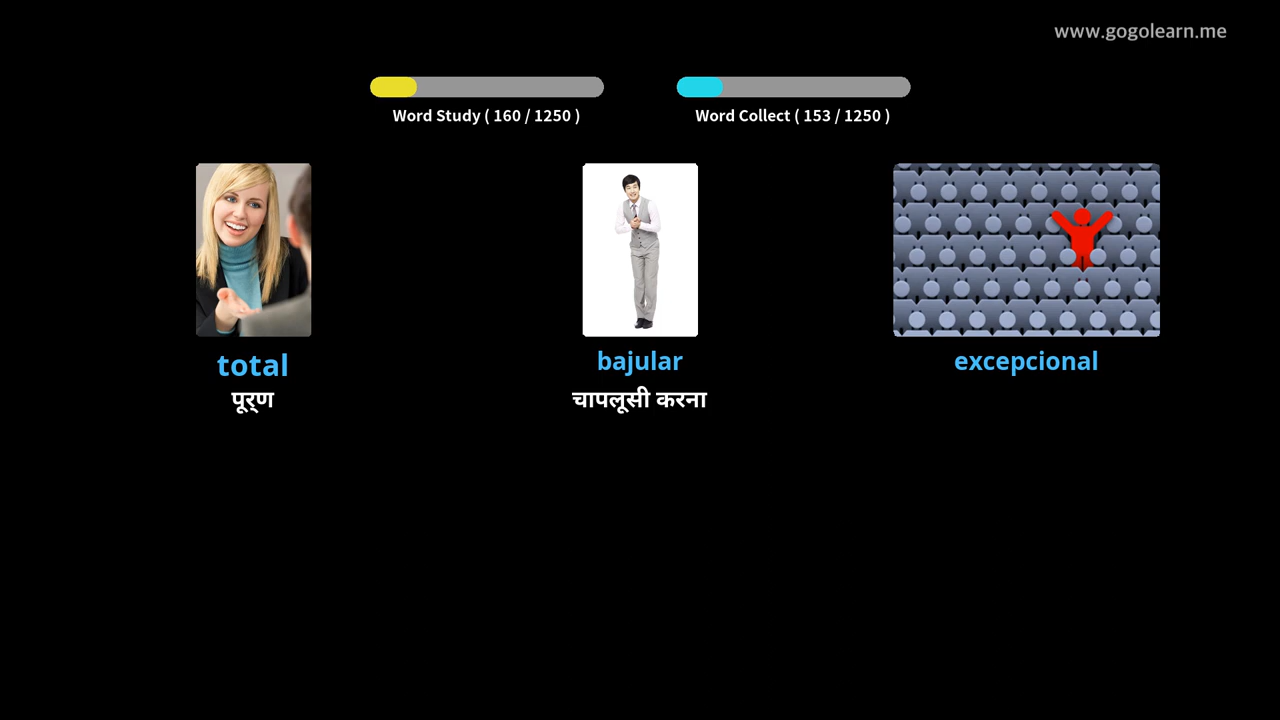 www.gogolearn.me
Word Study ( 160 / 1250 )
Word Collect ( 153 / 1250 )
total
bajular
excepcional
पूर्ण
चापलूसी करना